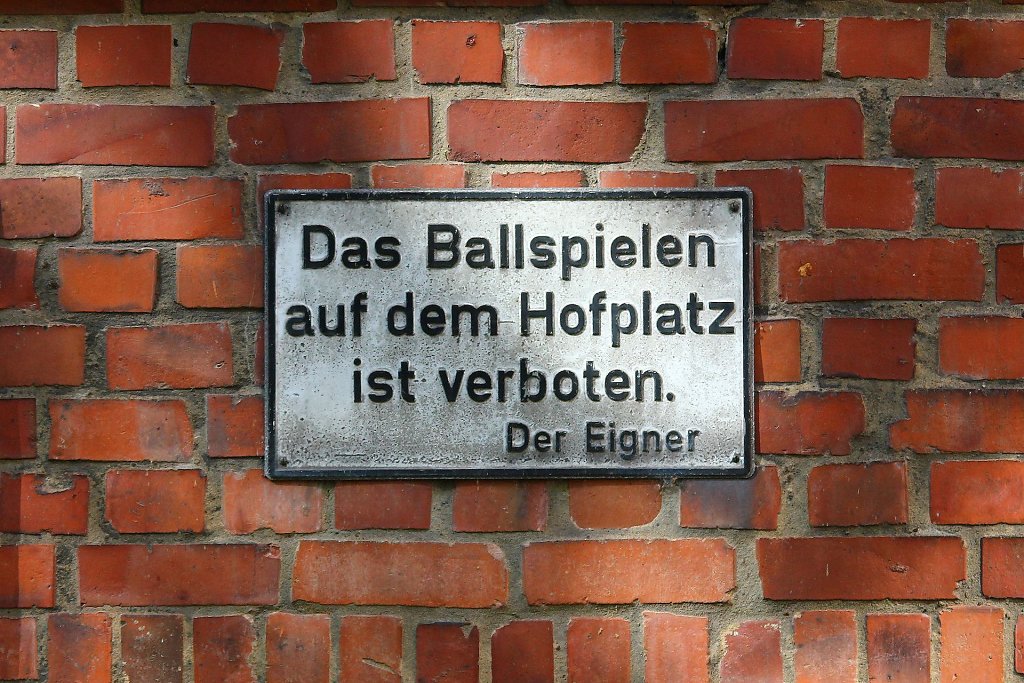 Das Ballspielen
auf dem Hofplatz
ist verboten.
Der Eigner